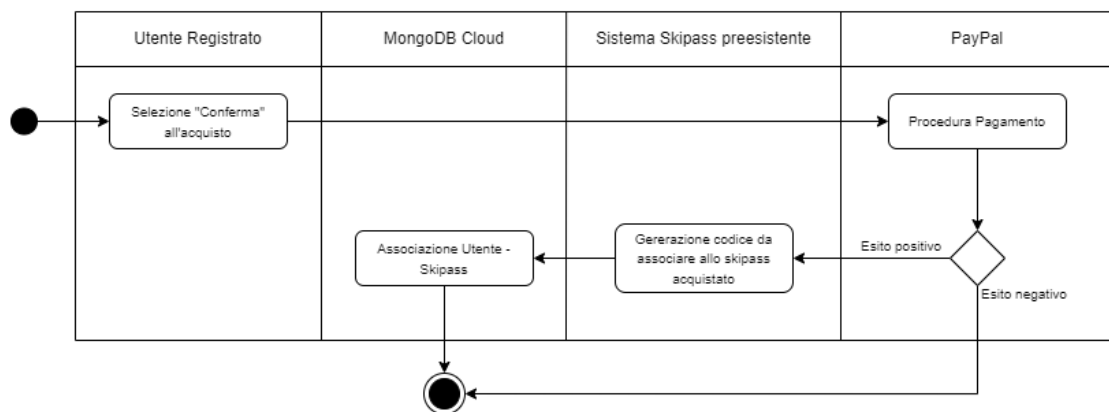 Utente Registrato
MongoDB Cloud
Sistema Skipass preesistente
PayPal
Selezione "Conferma"
all'acquisto
Procedura Pagamento
Associazione Utente -
Skipass
Gererazione codice da
associare allo skipass
acquistato
Esito positivo
Esito negativo